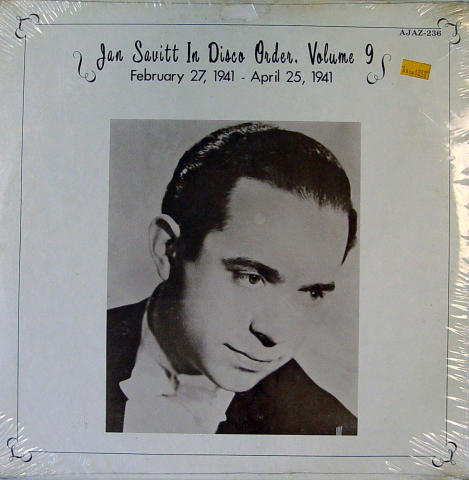 AJAZ-236
Jan Savitt In Disco Order, Volume 9
February 27, 1941 - April 25, 1941